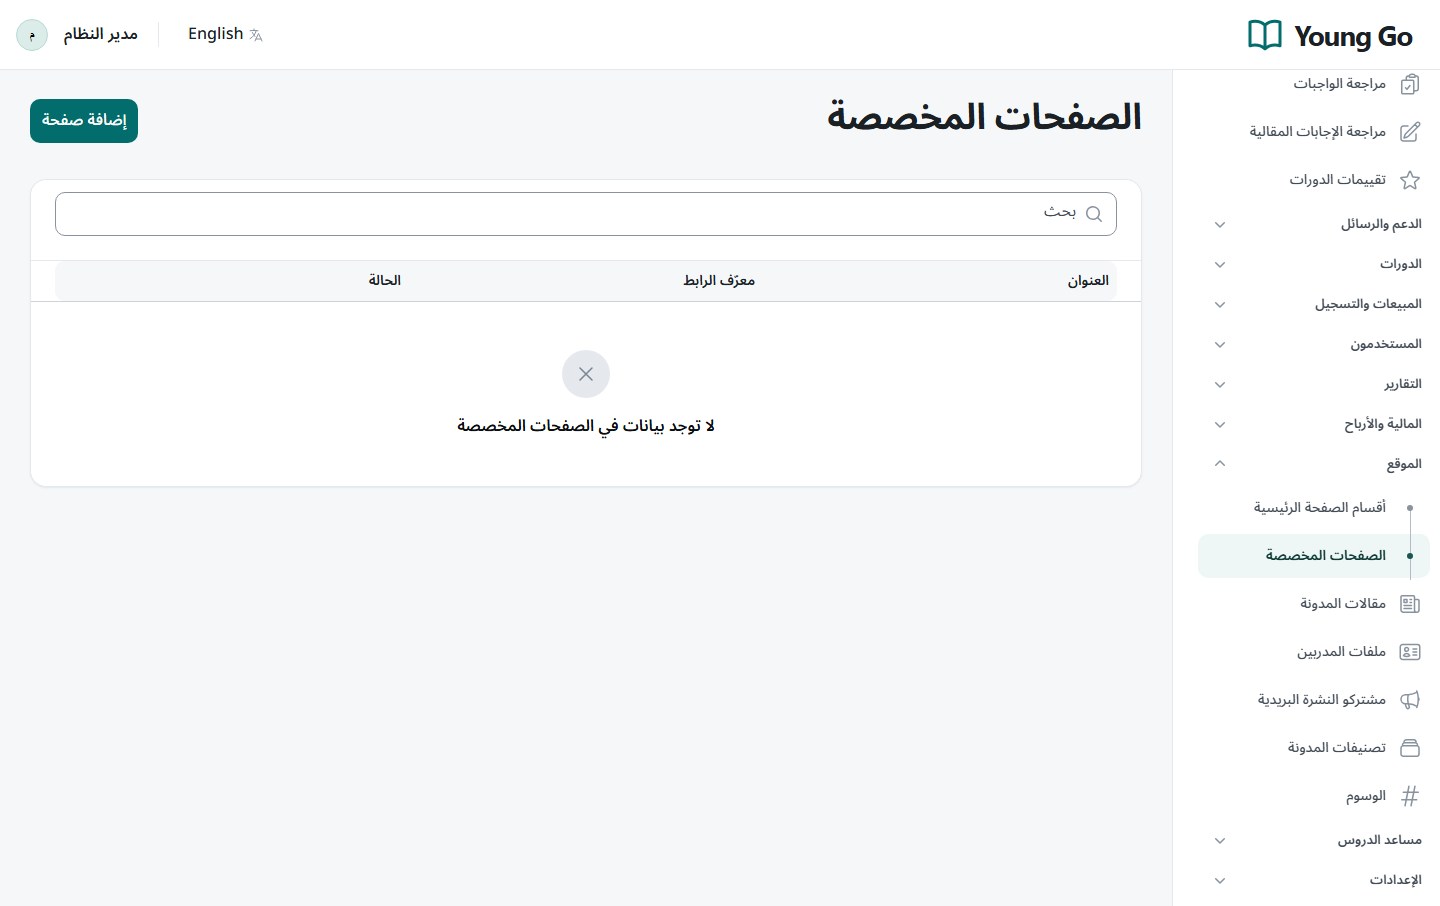 Young Go
English
مدير النظام
م
مراجعة الواجبات
مراجعة الإجابات المقالية
تقييمات الدورات
الدعم والرسائل
الدورات
المبيعات والتسجيل
المستخدمون
التقارير
المالية والأرباح
الموقع
أقسام الصفحة الرئيسية
الصفحات المخصصة
مقالات المدونة
ملفات المدربين
مشتركو النشرة البريدية
تصنيفات المدونة
الوسوم
مساعد الدروس
الإعدادات
الصفحات المخصصة
إضافة صفحة
بحث
العنوان معرّف الرابط الحالة
لا توجد بيانات في الصفحات المخصصة